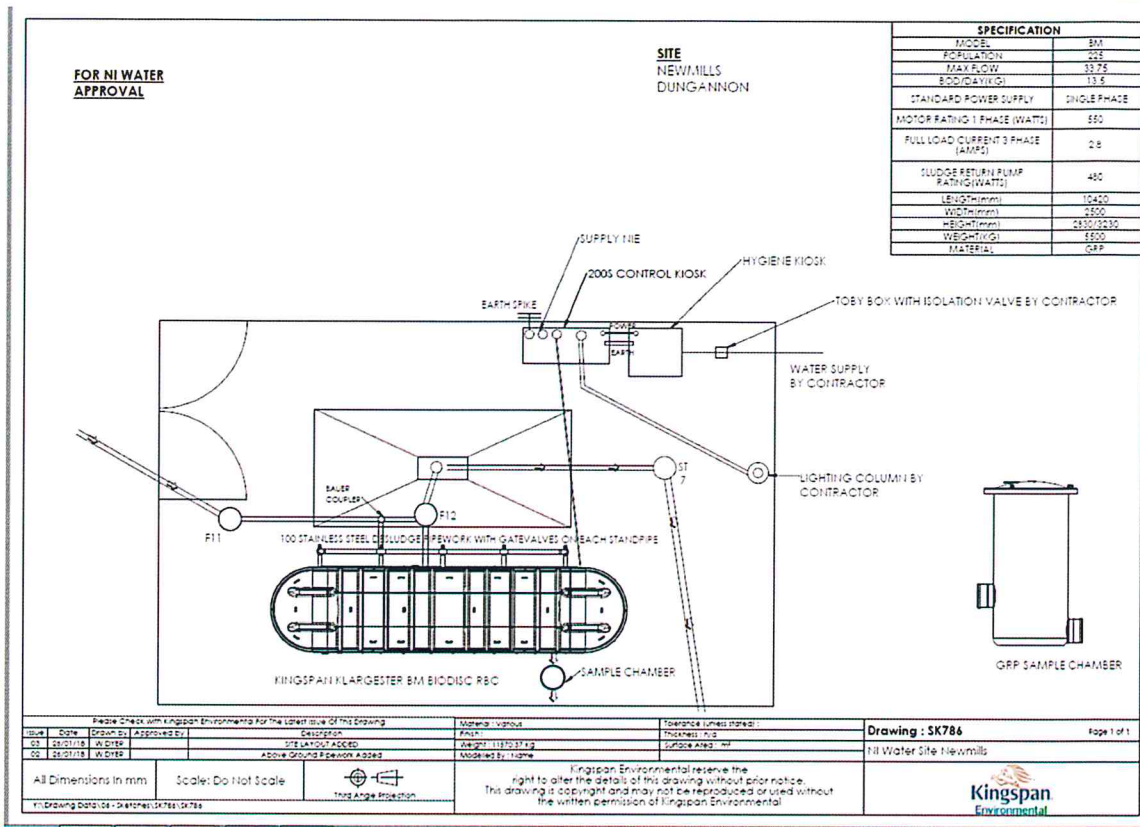 FOR NI WATER
APPROVAL
SITE
NEWMILLS
DUNGANNON
SPECIFICATION
MODEL BM
POPULATION 225
MAX FLOW 33.75
BOD/DAY(KG) 13.5
STANDARD POWER SUPPLY SINGLE PHASE
MOTOR RATING 1 PHASE (WATTS) 550
FULL LOAD CURRENT 3 PHASE
(AMPS) 2.8
SLUDGE RETURN PUMP
RATING(WATTS) 480
LENGTH(mm) 10420
WIDTH(mm) 2500
HEIGHT(mm) 2830/3230
WEIGHT(KG) 5500
MATERIAL GRP
SUPPLY NIE
200S CONTROL KIOSK
HYGIENE KIOSK
EARTH SPIKE
POWER
EARTH
TOBY BOX WITH ISOLATION VALVE BY CONTRACTOR
WATER SUPPLY
BY CONTRACTOR
LIGHTING COLUMN BY
CONTRACTOR
ST
7
BAUER
COUPLER
F11
F12
100 STAINLESS STEEL DESLUDGE PIPEWORK WITH GATEVALVES ON EACH STANDPIPE
KINGSPAN KLARGESTER BM BIODISC RBC
SAMPLE CHAMBER
GRP SAMPLE CHAMBER
Please Check with Kingspan Environmental For The Latest Issue Of This Drawing
Issue Date Drawn by Approved by Description
03 26/01/18 W DYER SITE LAYOUT ADDED
02 26/01/18 W DYER Above Ground Pipework Added
Material : Various
Finish :
Weight : 11570.37 kg
Modelled by : Name
Tolerance (unless stated) :
Thickness : n/a
Surface Area : m²
Drawing : SK786 Page 1 of 1
NI Water Site Newmills
All Dimensions in mm
Scale: Do Not Scale
Third Angle Projection
Kingspan Environmental reserve the
right to alter the details of this drawing without prior notice.
This drawing is copyright and may not be reproduced or used without
the written permission of Kingspan Environmental
Kingspan
Environmental